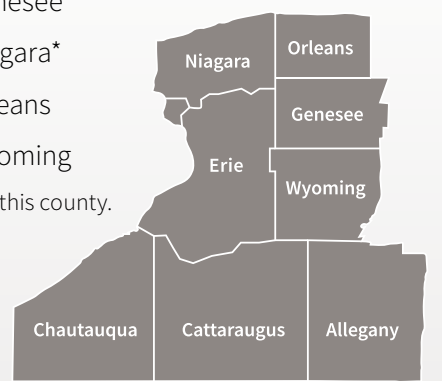 nesee
gara*
eans
oming
this county.
Niagara
Orleans
Genesee
Erie
Wyoming
Chautauqua
Cattaraugus
Allegany